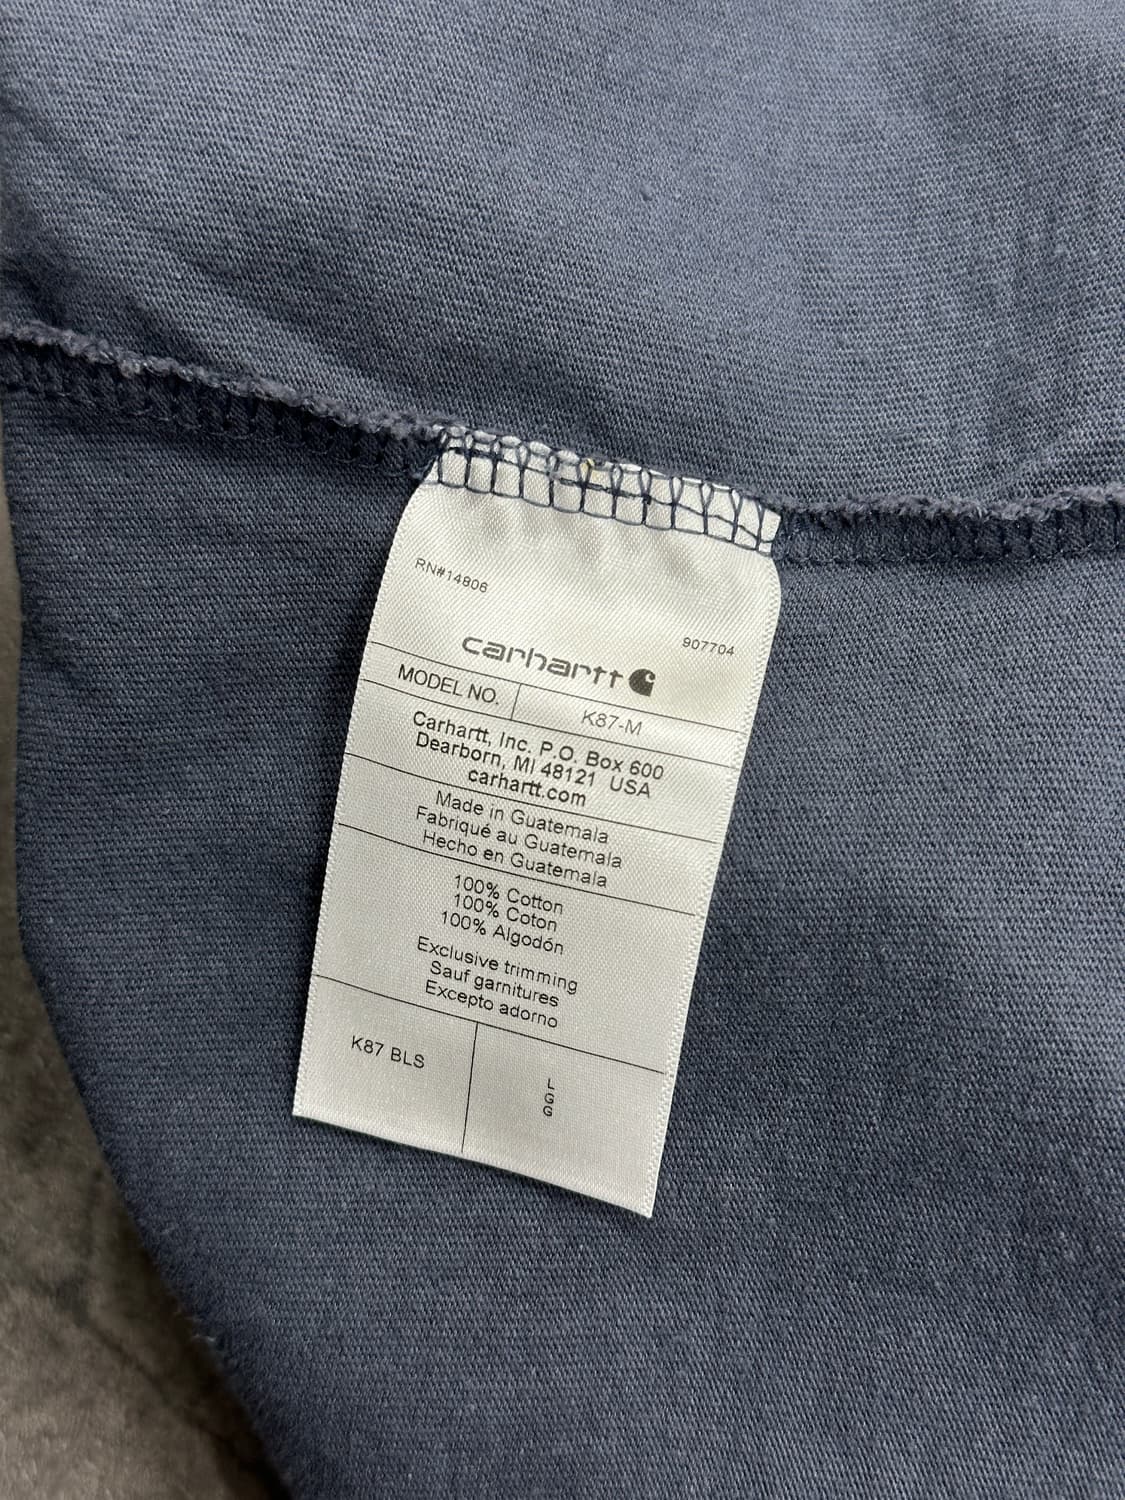 RN#14806
907704
carhartt
MODEL NO. K87-M
Carhartt, Inc. P.O. Box 600
Dearborn, MI 48121 USA
carhartt.com
Made in Guatemala
Fabriqué au Guatemala
Hecho en Guatemala
100% Cotton
100% Coton
100% Algodón
Exclusive trimming
Sauf garnitures
Excepto adorno
K87 BLS
L
G
G